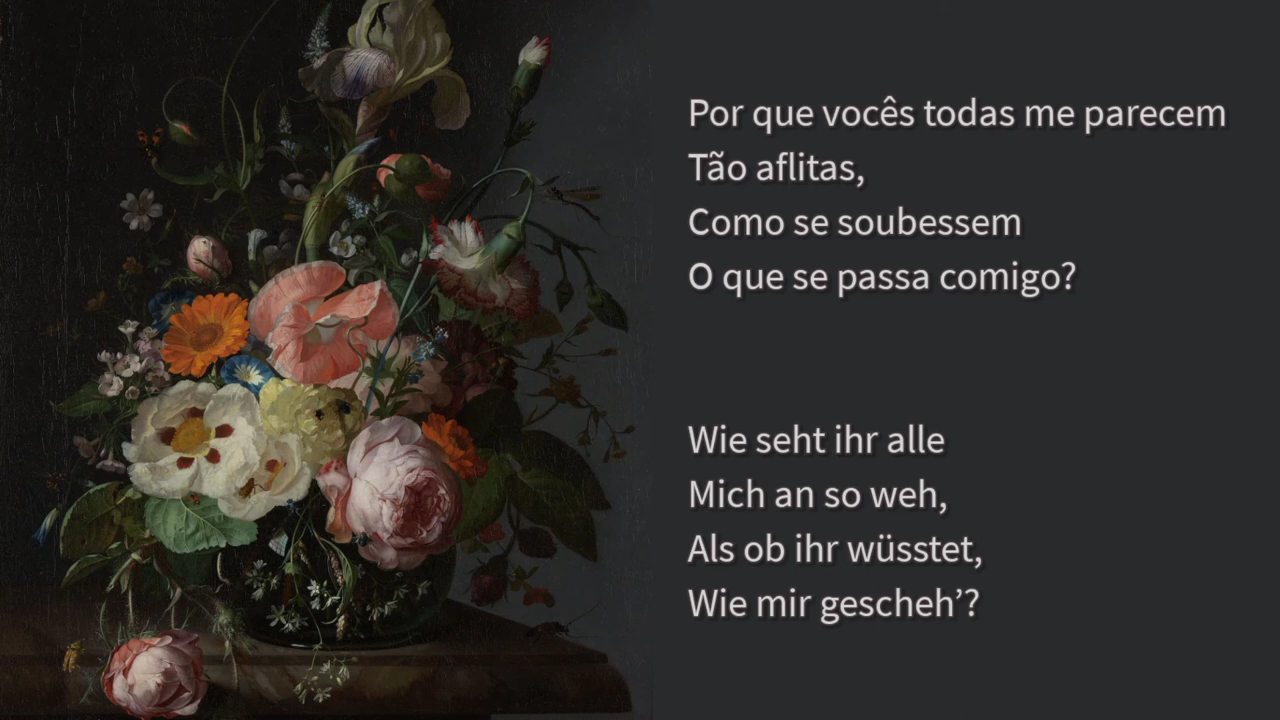 Por que vocês todas me parecem
Tão aflitas,
Como se soubessem
O que se passa comigo?
Wie seht ihr alle
Mich an so weh,
Als ob ihr wüsstet,
Wie mir gescheh’?